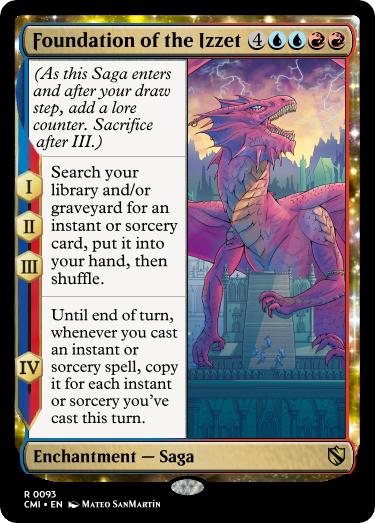 Foundation of the Izzet 4
(As this Saga enters
and after your draw
step, add a lore
counter. Sacrifice
after III.)
I
II
III
Search your
library and/or
graveyard for an
instant or sorcery
card, put it into
your hand, then
shuffle.
IV
Until end of turn,
whenever you cast
an instant or
sorcery spell, copy
it for each instant
or sorcery you've
cast this turn.
Enchantment — Saga
R 0093
CMI • EN Mateo SanMartín